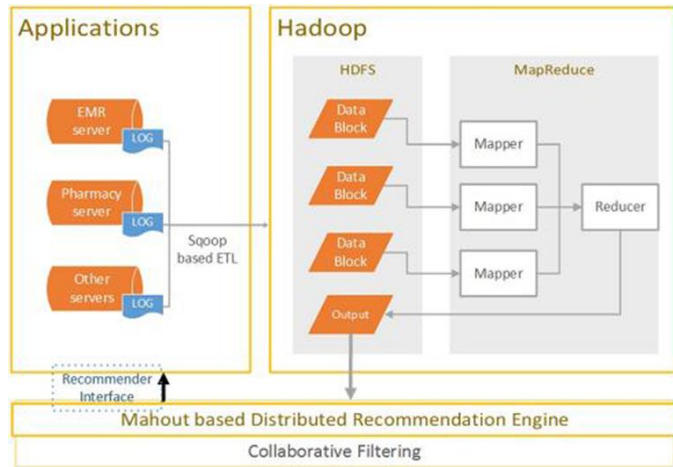 Applications
EMR
server
LOG
Pharmacy
server
LOG
Other
servers
LOG
Sqoop
based ETL
Hadoop
HDFS
Data
Block
Data
Block
Data
Block
Output
MapReduce
Mapper
Mapper
Mapper
Reducer
Recommender
Interface
Mahout based Distributed Recommendation Engine
Collaborative Filtering